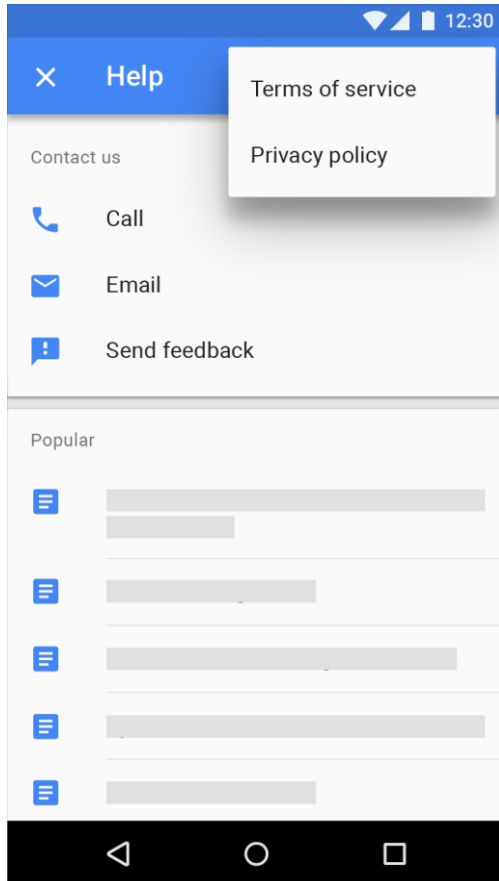 12:30
Help
Terms of service
Privacy policy
Contact us
Call
Email
Send feedback
Popular